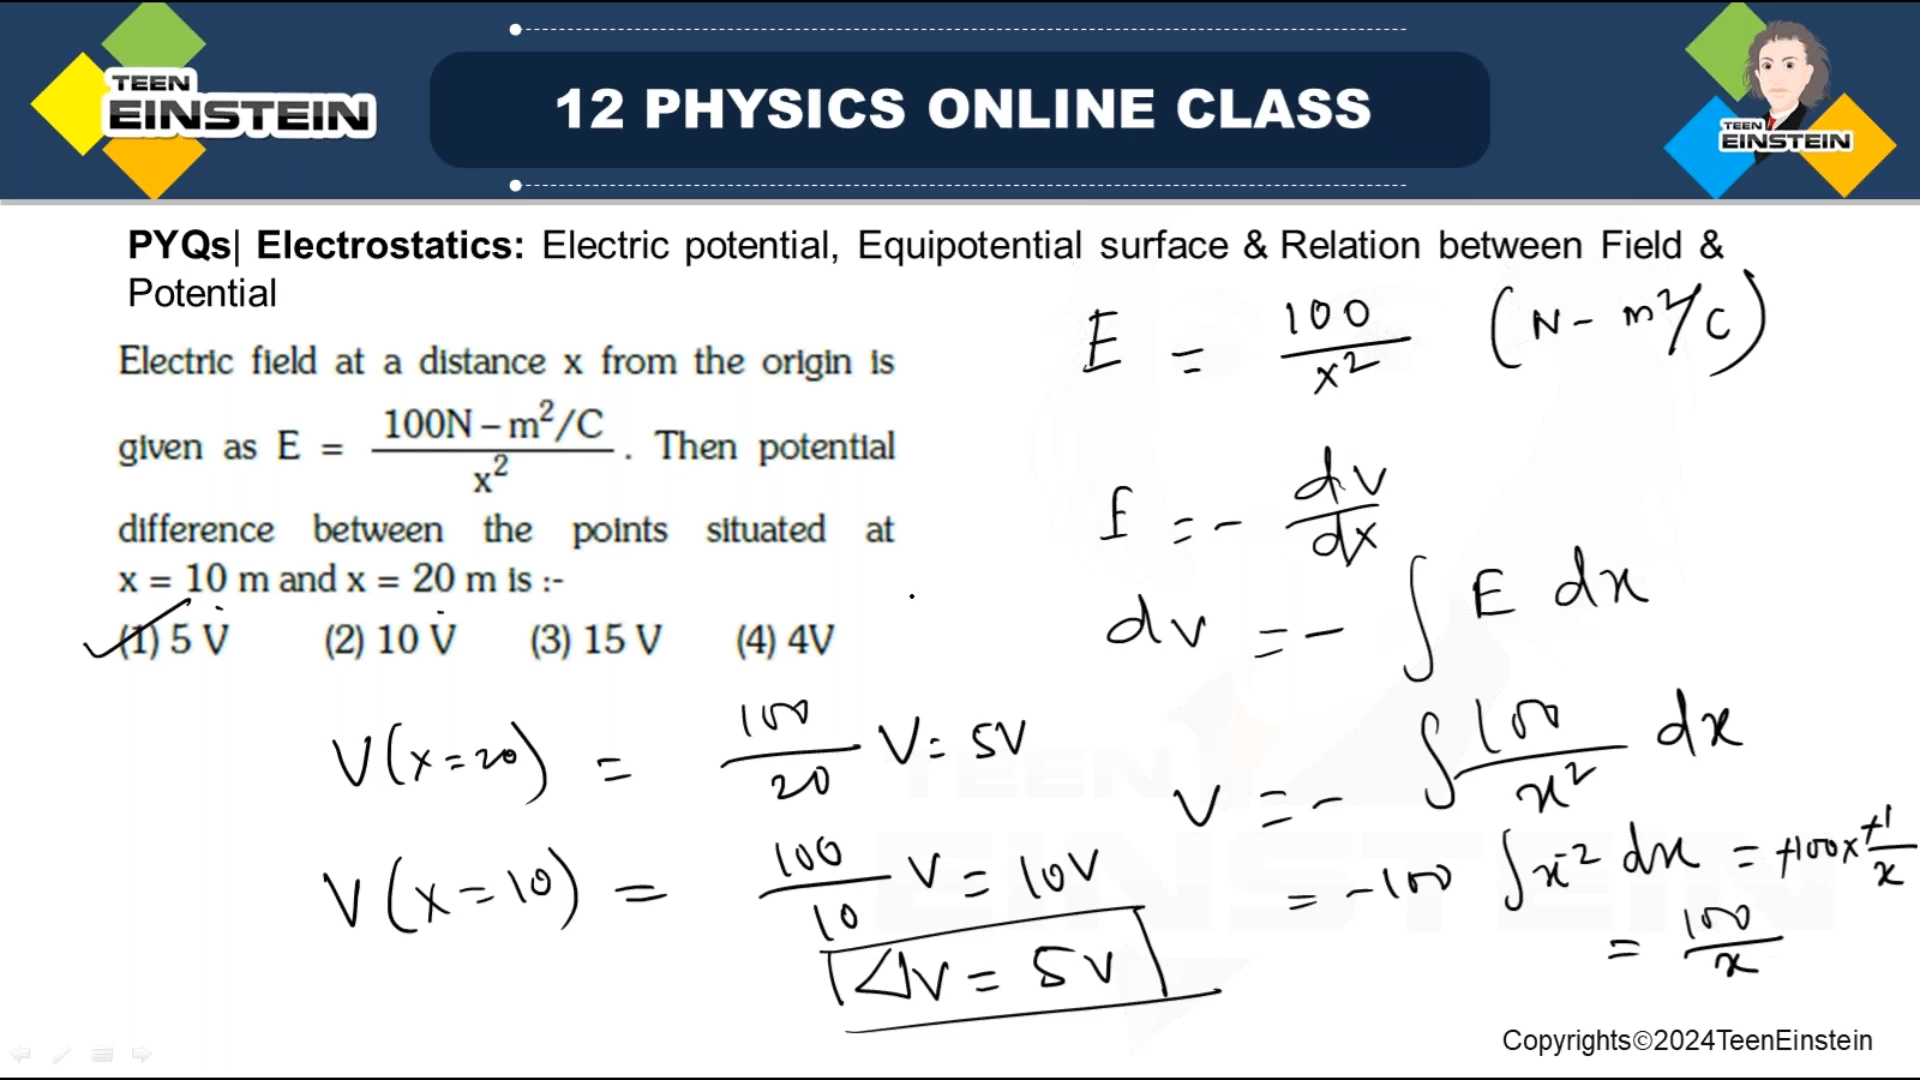 TEEN
EINSTEIN
12 PHYSICS ONLINE CLASS
TEEN
EINSTEIN
PYQs| Electrostatics: Electric potential, Equipotential surface & Relation between Field &
Potential
Electric field at a distance x from the origin is
given as E = 100N – m²/C / x² . Then potential
difference between the points situated at
x = 10 m and x = 20 m is :-
(1) 5 V (2) 10 V (3) 15 V (4) 4V
E = 100 / x² (N - m²/C)
E = - dv / dx
dv = - ∫ E dx
v = - ∫ 100 / x² dx
= -100 ∫ x⁻² dx = +100 x +1 / x
= 100 / x
V(x=20) = 100 / 20 V = 5V
V(x=10) = 100 / 10 V = 10V
ΔV = 5V
TEEN
EINSTEIN
Copyrights©2024TeenEinstein